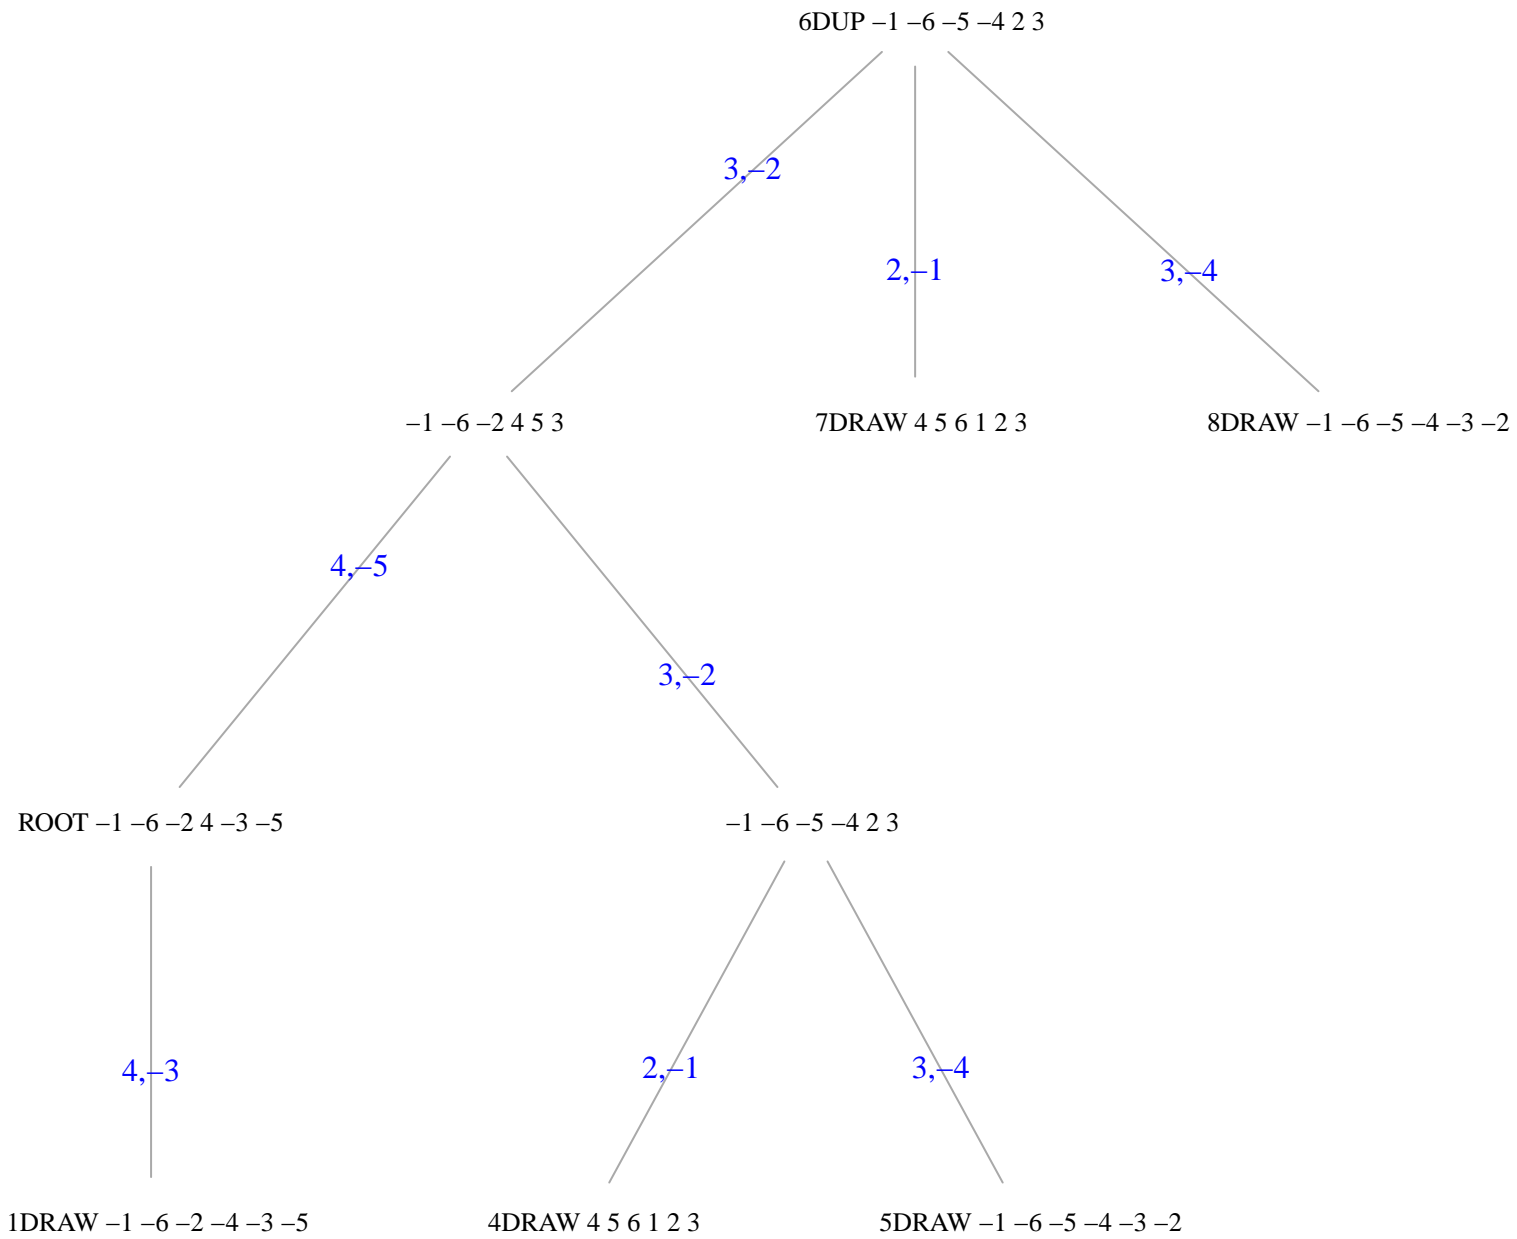 6DUP –1 –6 –5 –4 2 3
3,–2
2,–1
3,–4
–1 –6 –2 4 5 3
7DRAW 4 5 6 1 2 3
8DRAW –1 –6 –5 –4 –3 –2
4,–5
3,–2
ROOT –1 –6 –2 4 –3 –5
–1 –6 –5 –4 2 3
4,–3
2,–1
3,–4
1DRAW –1 –6 –2 –4 –3 –5
4DRAW 4 5 6 1 2 3
5DRAW –1 –6 –5 –4 –3 –2